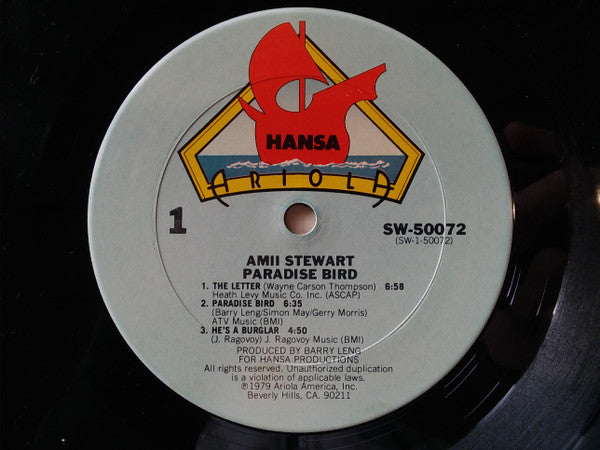 HANSA
ARIOLA
1
SW-50072
(SW-1-50072)
AMII STEWART
PARADISE BIRD
1. THE LETTER (Wayne Carson Thompson) 6:58
Heath Levy Music Co. Inc. (ASCAP)
2. PARADISE BIRD 6:35
(Barry Leng/Simon May/Gerry Morris)
ATV Music (BMI)
3. HE'S A BURGLAR 4:50
(J. Ragovoy) J. Ragovoy Music (BMI)
PRODUCED BY BARRY LENG
FOR HANSA PRODUCTIONS
All rights reserved. Unauthorized duplication
is a violation of applicable laws.
℗1979 Ariola America, Inc.
Beverly Hills, CA. 90211